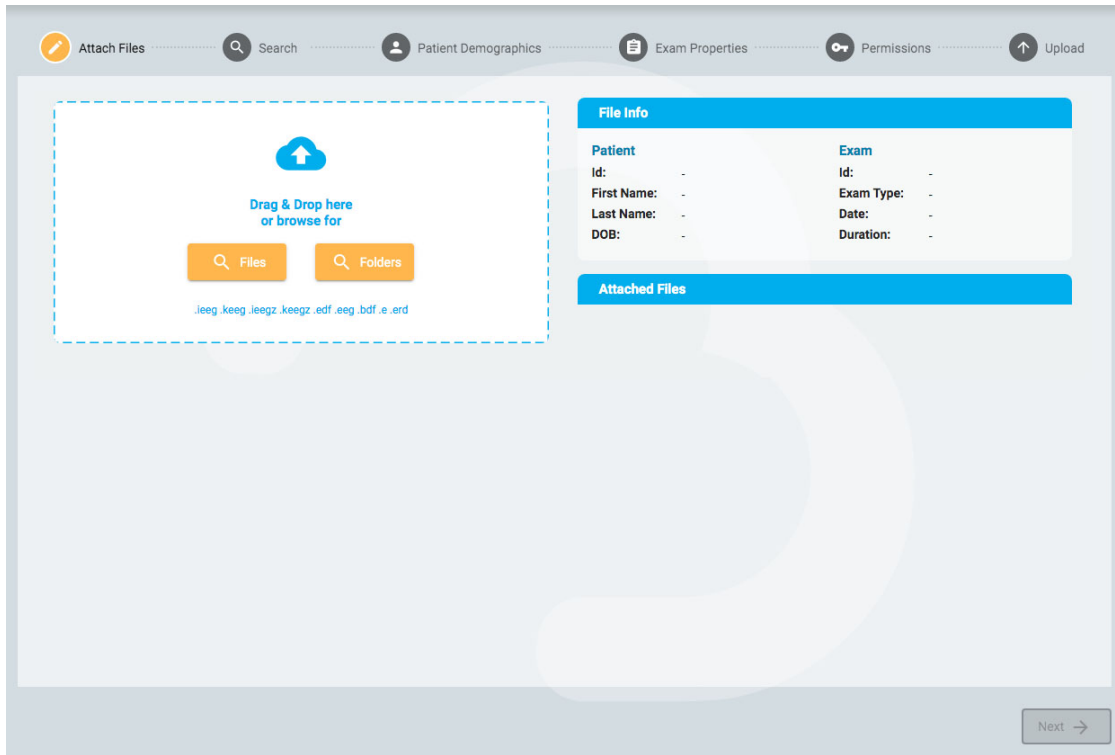 Attach Files Search Patient Demographics Exam Properties Permissions Upload
Drag & Drop here
or browse for
Files Folders
.ieeg .keeg .ieegz .keegz .edf .eeg .bdf .e .erd
File Info
Patient Exam
Id: - Id: -
First Name: - Exam Type: -
Last Name: - Date: -
DOB: - Duration: -
Attached Files
Next